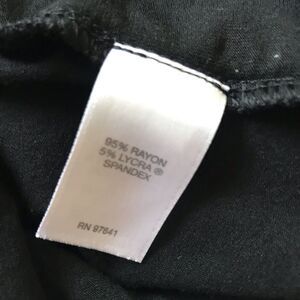 95% RAYON
5% LYCRA ®
SPANDEX
RN 97641